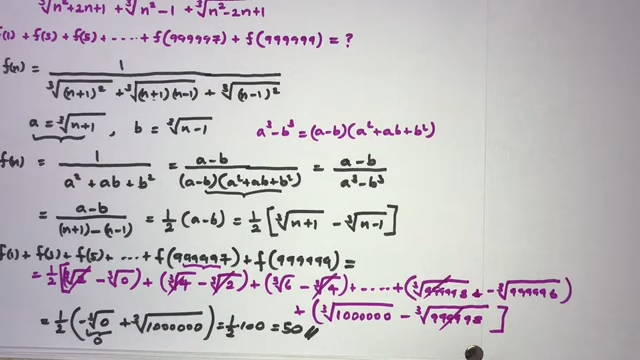 ∛n²+2n+1 + ∛n²-1 + ∛n²-2n+1
f(1) + f(3) + f(5) + ---- + f(999997) + f(999999) = ?
f(n) = 1 / (∛(n+1)² + ∛(n+1)(n-1) + ∛(n-1)²)
a = ∛n+1 , b = ∛n-1 a³-b³ = (a-b)(a²+ab+b²)
f(n) = 1 / (a²+ab+b²) = (a-b) / ((a-b)(a²+ab+b²)) = (a-b) / (a³-b³)
= (a-b) / ((n+1)-(n-1)) = 1/2 (a-b) = 1/2 [∛n+1 - ∛n-1]
f(1) + f(3) + f(5) + --- + f(999997) + f(999999) =
= 1/2 [∛2 - ∛0) + (∛4 - ∛2) + (∛6 - ∛4) + ---- + (∛999998 - ∛999996)
+ (∛1000000 - ∛999998]
= 1/2 (-∛0 + ∛1000000) = 1/2 100 = 50 //
0